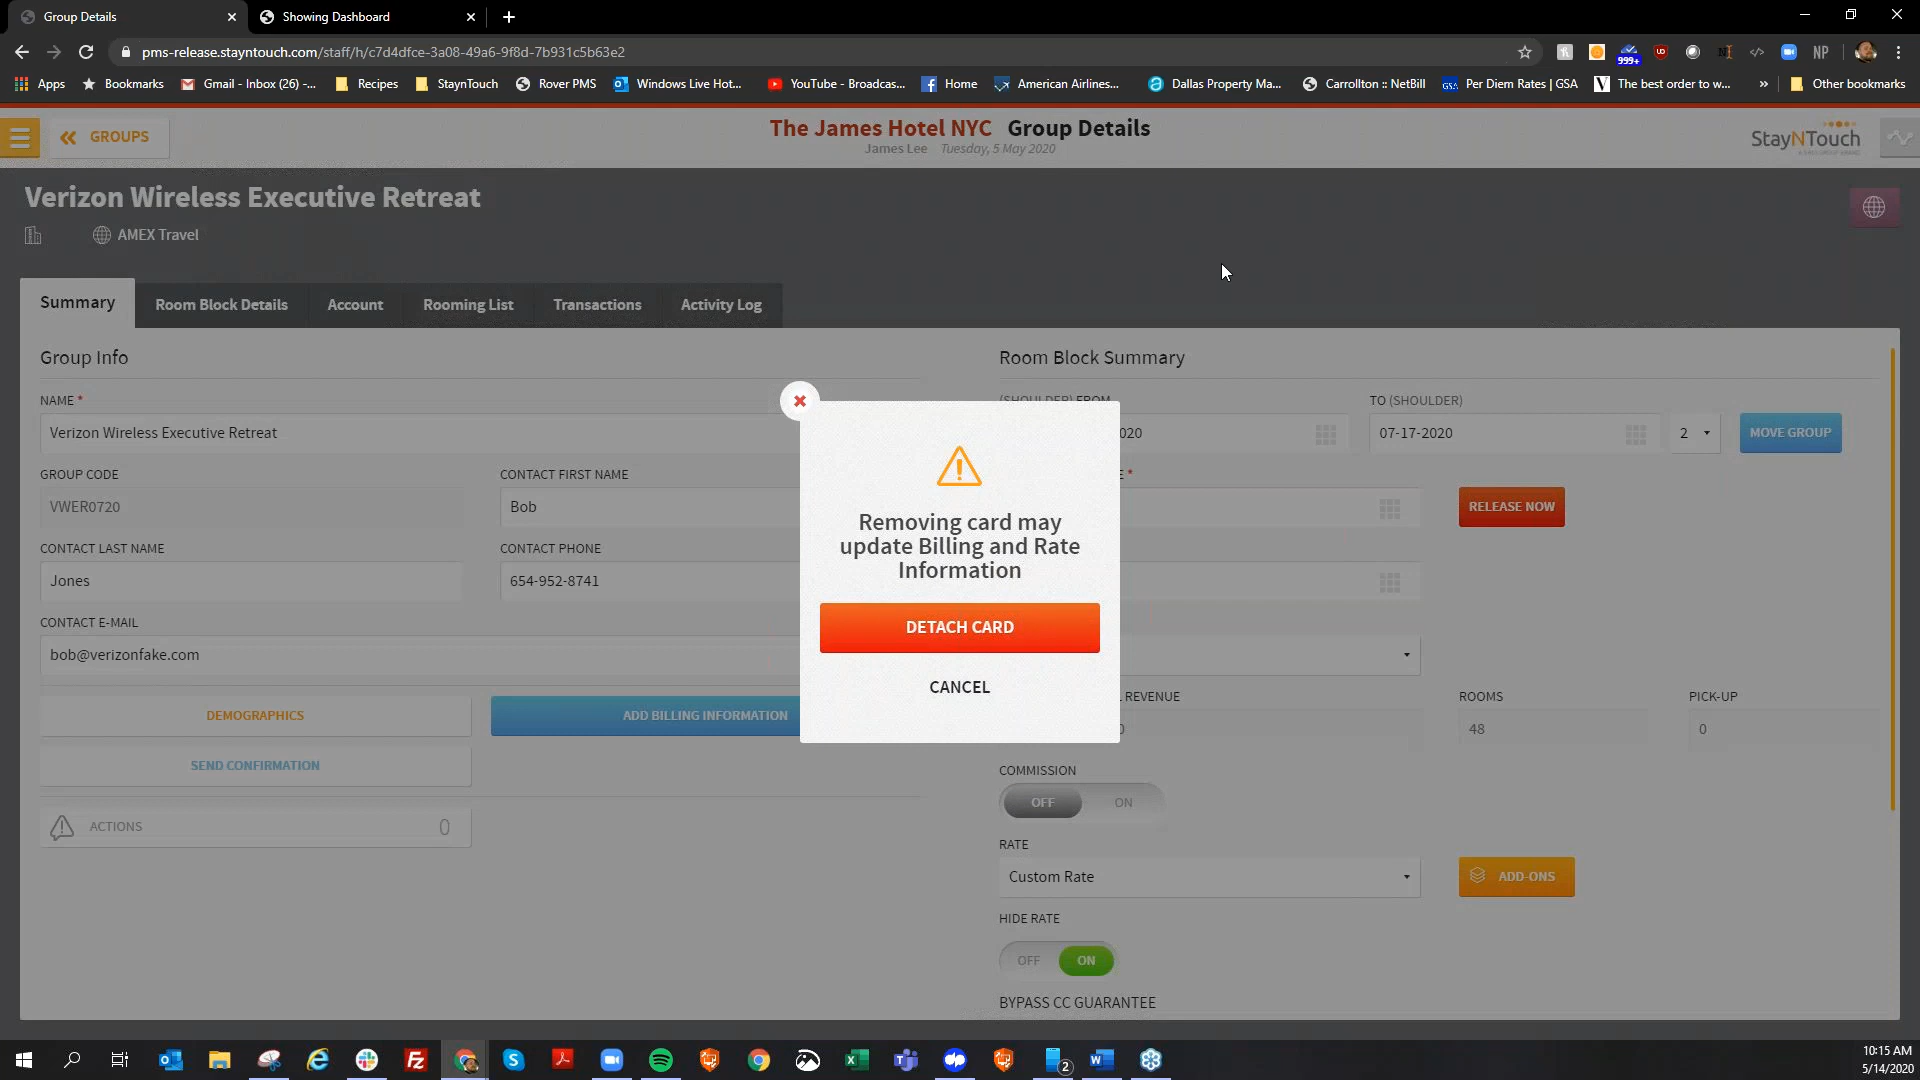 Group Details
Showing Dashboard
pms-release.stayntouch.com/staff/h/c7d4dfce-3a08-49a6-9f8d-7b931c5b63e2
999+
NP
Apps
Bookmarks
Gmail - Inbox (26) -...
Recipes
StaynTouch
Rover PMS
Windows Live Hot...
YouTube - Broadcas...
Home
American Airlines...
Dallas Property Ma...
Carrollton :: NetBill
GSA
Per Diem Rates | GSA
The best order to w...
»
Other bookmarks
GROUPS
The James Hotel NYC Group Details
James Lee Tuesday, 5 May 2020
StayNTouch
Verizon Wireless Executive Retreat
AMEX Travel
Summary
Room Block Details
Account
Rooming List
Transactions
Activity Log
Group Info
NAME *
Verizon Wireless Executive Retreat
GROUP CODE
VWER0720
CONTACT FIRST NAME
Bob
CONTACT LAST NAME
Jones
CONTACT PHONE
654-952-8741
CONTACT E-MAIL
bob@verizonfake.com
DEMOGRAPHICS
ADD BILLING INFORMATION
SEND CONFIRMATION
ACTIONS
0
Removing card may
update Billing and Rate
Information
DETACH CARD
CANCEL
Room Block Summary
(SHOULDER) FROM
020
TO (SHOULDER)
07-17-2020
2
MOVE GROUP
E *
RELEASE NOW
REVENUE
0
ROOMS
48
PICK-UP
0
COMMISSION
OFF ON
RATE
Custom Rate
ADD-ONS
HIDE RATE
OFF ON
BYPASS CC GUARANTEE
2
10:15 AM
5/14/2020